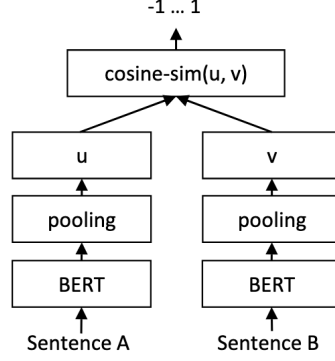 -1 … 1
cosine-sim(u, v)
u v
pooling pooling
BERT BERT
Sentence A Sentence B